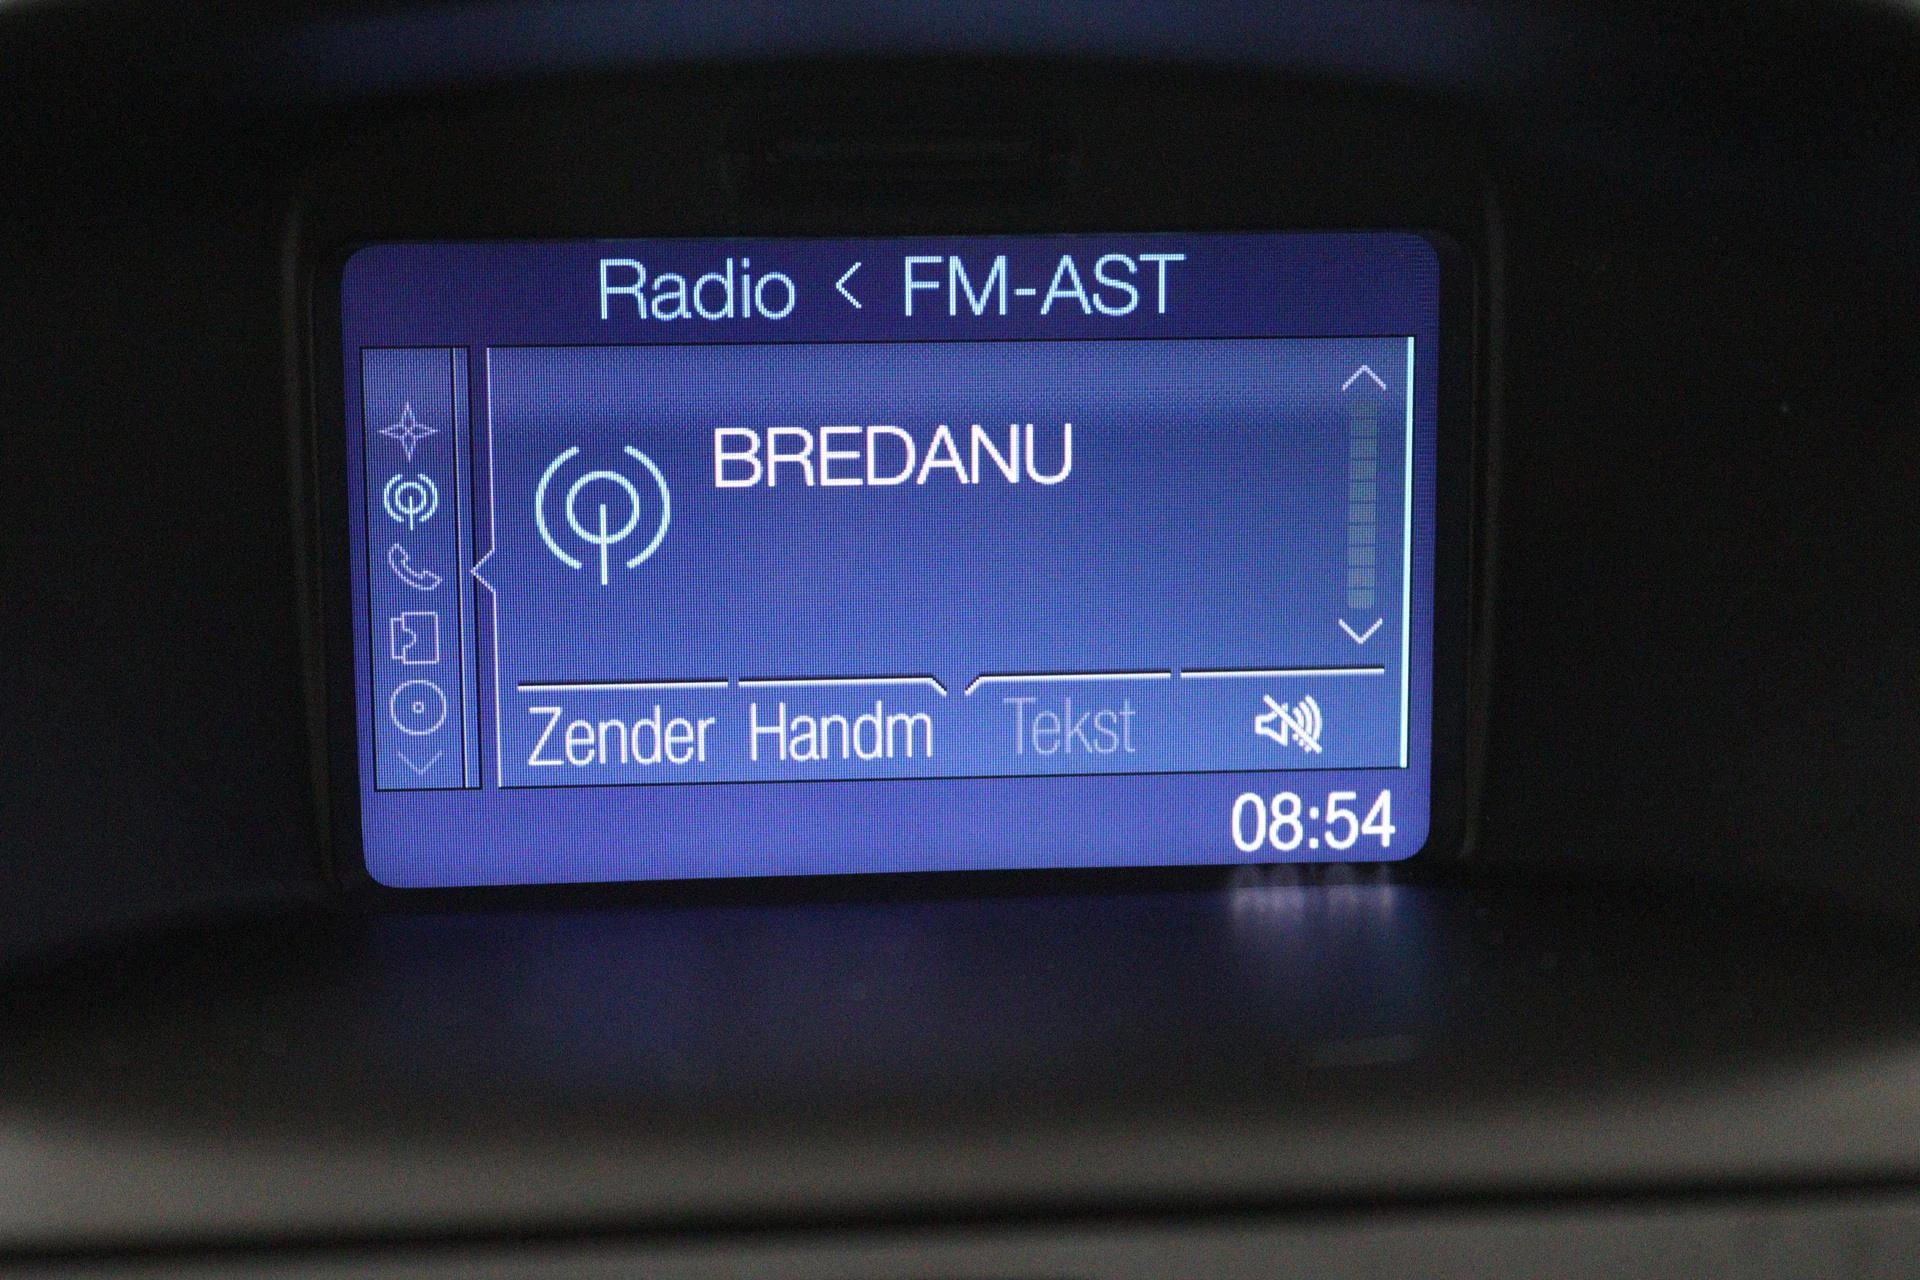 Radio < FM-AST
BREDANU
Zender Handm Tekst
08:54